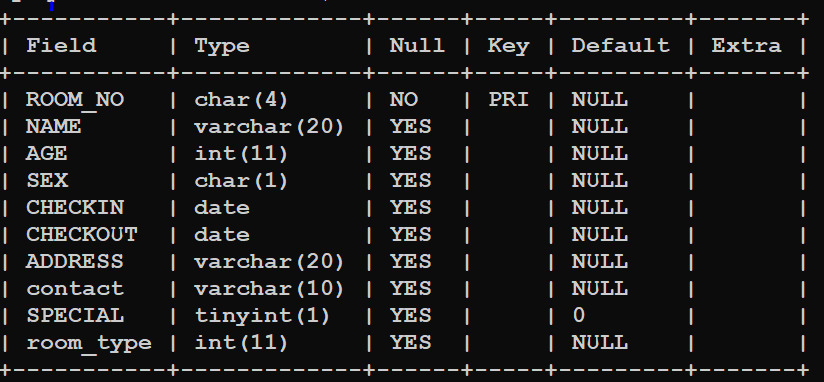 +-----------+-------------+------+-----+---------+-------+
| Field     | Type        | Null | Key | Default | Extra |
+-----------+-------------+------+-----+---------+-------+
| ROOM_NO   | char(4)     | NO   | PRI | NULL    |       |
| NAME      | varchar(20) | YES  |     | NULL    |       |
| AGE       | int(11)     | YES  |     | NULL    |       |
| SEX       | char(1)     | YES  |     | NULL    |       |
| CHECKIN   | date        | YES  |     | NULL    |       |
| CHECKOUT  | date        | YES  |     | NULL    |       |
| ADDRESS   | varchar(20) | YES  |     | NULL    |       |
| contact   | varchar(10) | YES  |     | NULL    |       |
| SPECIAL   | tinyint(1)  | YES  |     | 0       |       |
| room_type | int(11)     | YES  |     | NULL    |       |
+-----------+-------------+------+-----+---------+-------+